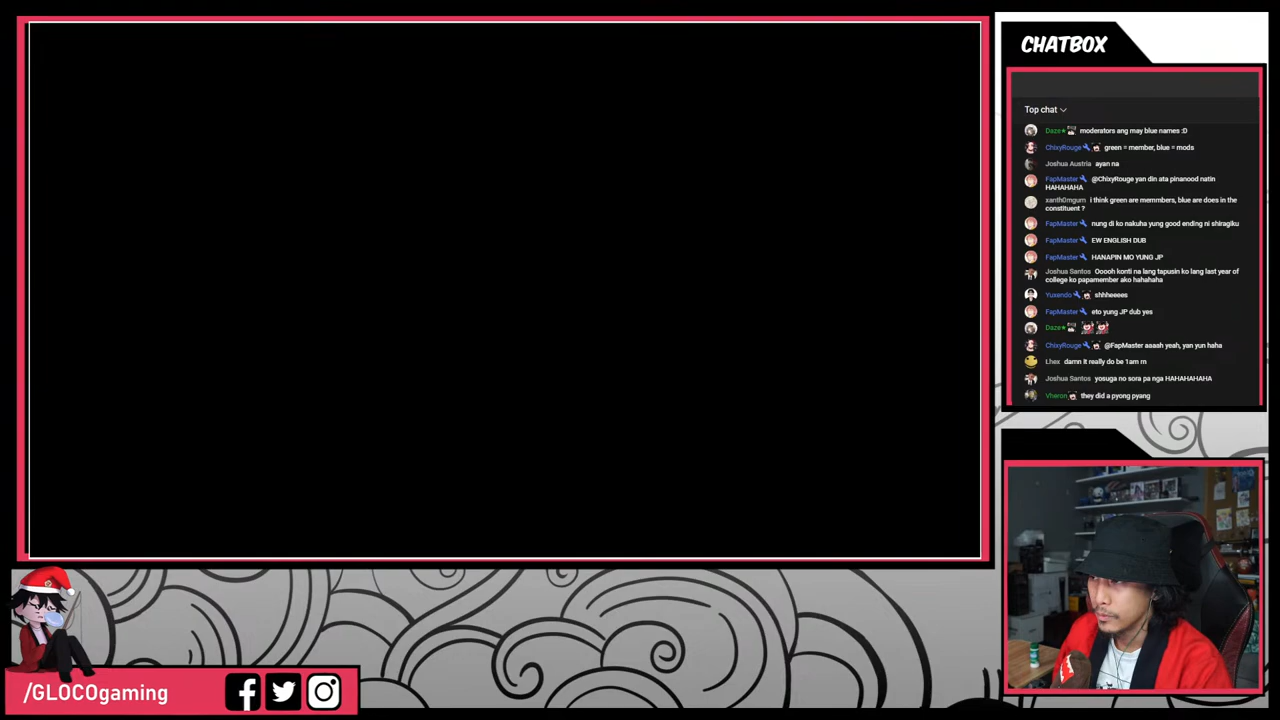 CHATBOX
Top chat
Daze moderators ang may blue names :D
ChixyRouge green = member, blue = mods
Joshua Austria ayan na
FapMaster @ChixyRouge yan din ata pinanood natin
HAHAHAHA
xanth0mgum i think green are memmbers, blue are does in the
constituent ?
FapMaster nung di ko nakuha yung good ending ni shiragiku
FapMaster EW ENGLISH DUB
FapMaster HANAPIN MO YUNG JP
Joshua Santos Ooooh konti na lang tapusin ko lang last year of
college ko papamember ako hahahaha
Yuxendo shhheeees
FapMaster eto yung JP dub yes
Daze
ChixyRouge @FapMaster aaaah yeah, yan yun haha
Lhex damn it really do be 1am rn
Joshua Santos yosuga no sora pa nga HAHAHAHAHA
Vheron they did a pyong pyang
/GLOCOgaming